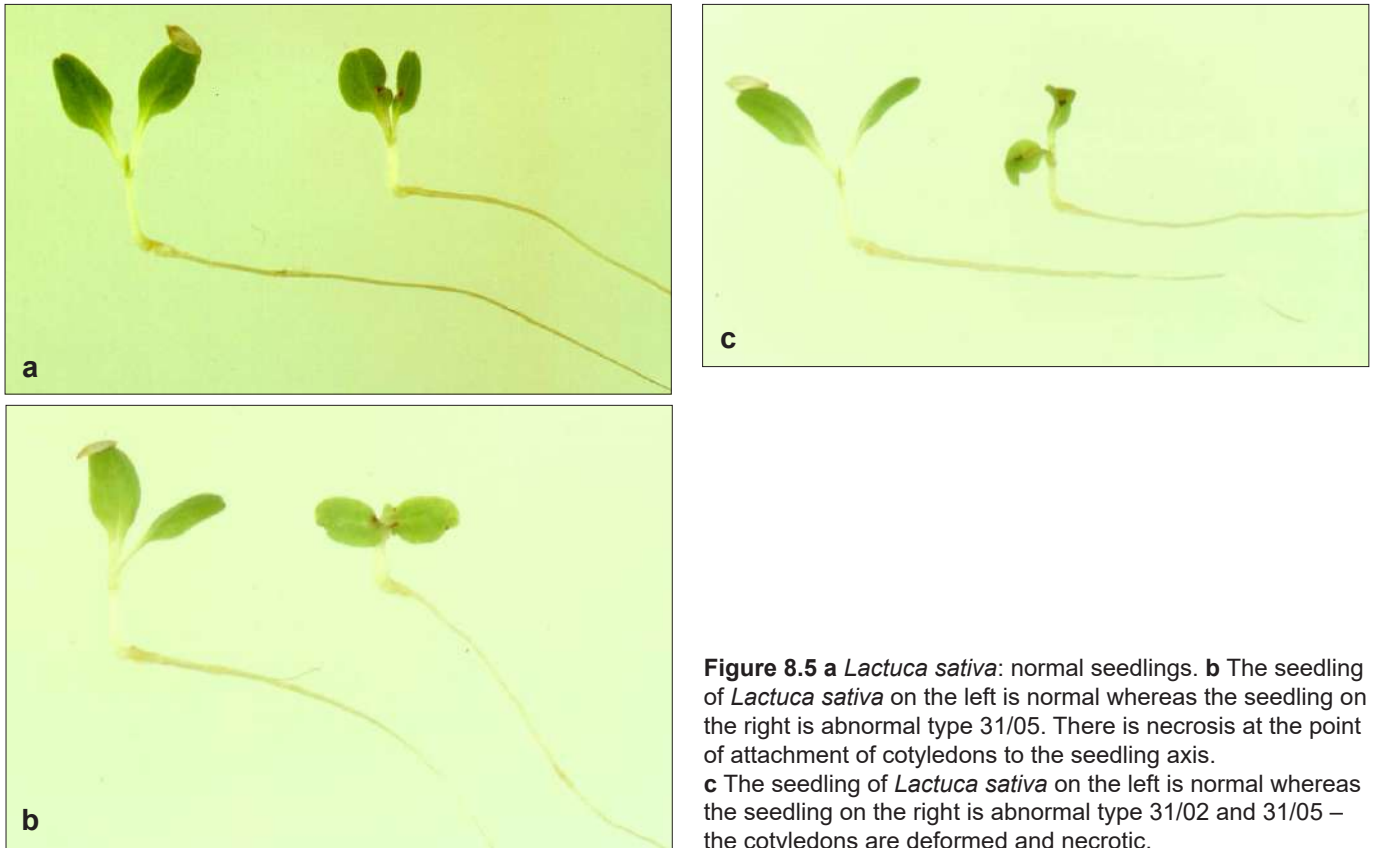 a
c
b
Figure 8.5 a Lactuca sativa: normal seedlings. b The seedling
of Lactuca sativa on the left is normal whereas the seedling on
the right is abnormal type 31/05. There is necrosis at the point
of attachment of cotyledons to the seedling axis.
c The seedling of Lactuca sativa on the left is normal whereas
the seedling on the right is abnormal type 31/02 and 31/05 –
the cotyledons are deformed and necrotic.